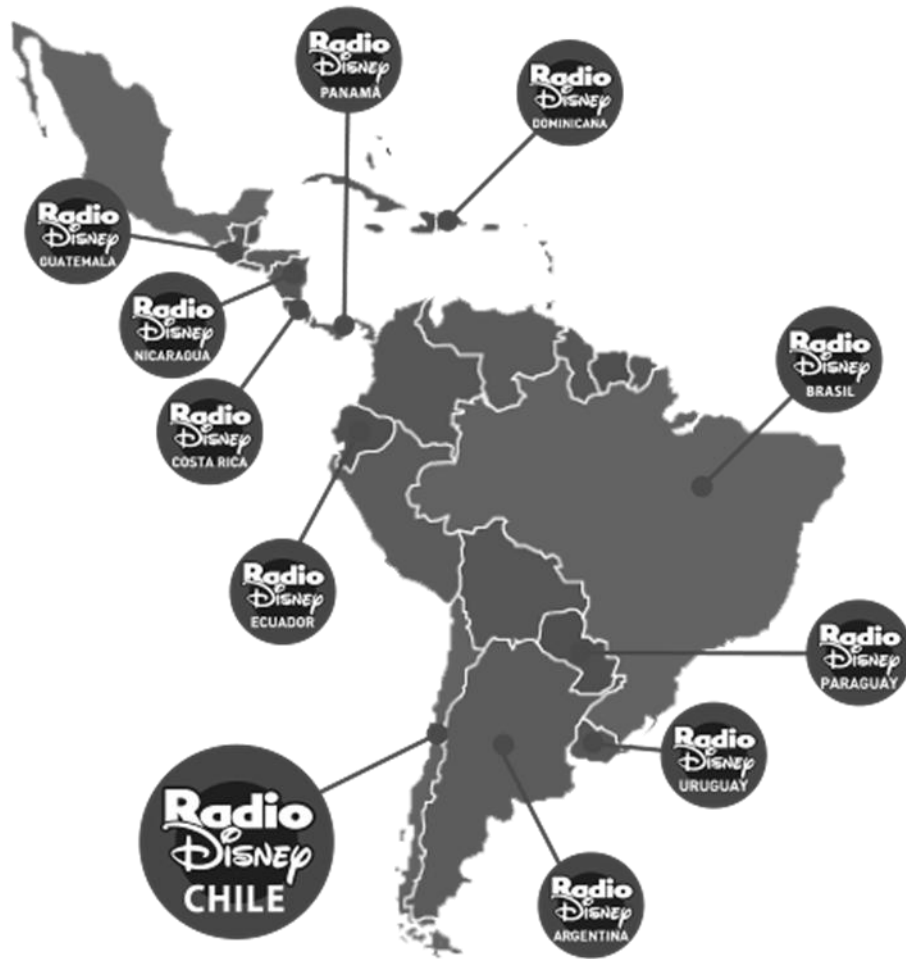 Radio
Disney
PANAMÁ
Radio
Disney
DOMINICANA
Radio
Disney
GUATEMALA
Radio
Disney
NICARAGUA
Radio
Disney
BRASIL
Radio
Disney
COSTA RICA
Radio
Disney
ECUADOR
Radio
Disney
PARAGUAY
Radio
Disney
URUGUAY
Radio
Disney
CHILE
Radio
Disney
ARGENTINA